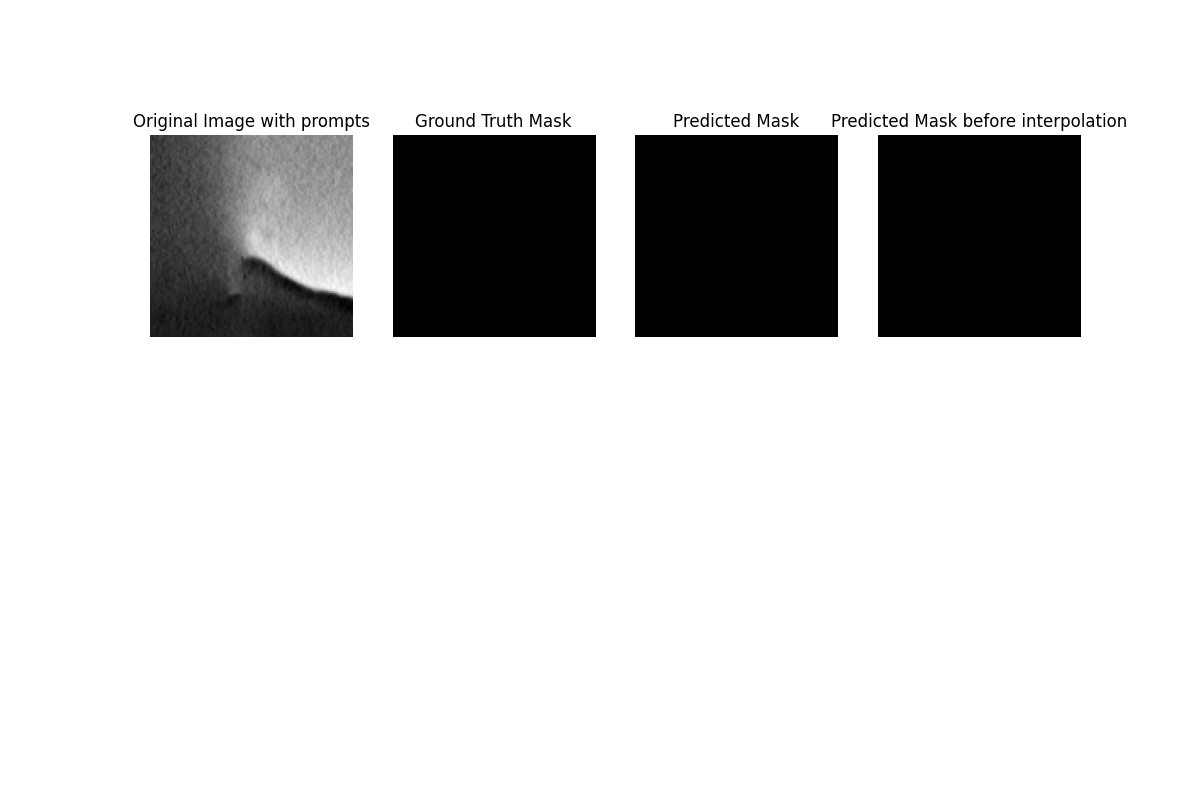 Original Image with prompts
Ground Truth Mask
Predicted Mask
Predicted Mask before interpolation